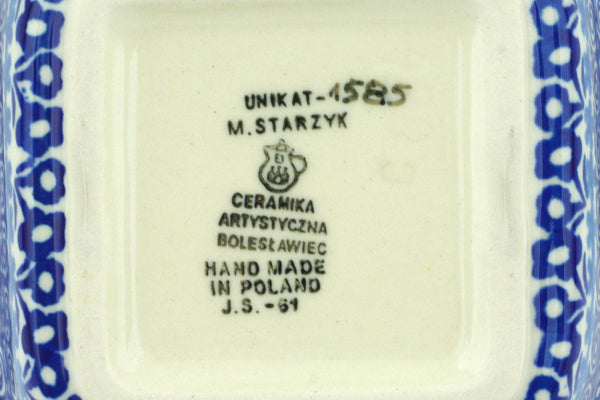 UNIKAT-1585
M. STARZYK
CERAMIKA
ARTYSTYCZNA
BOLESŁAWIEC
HAND MADE
IN POLAND
J.S.-61